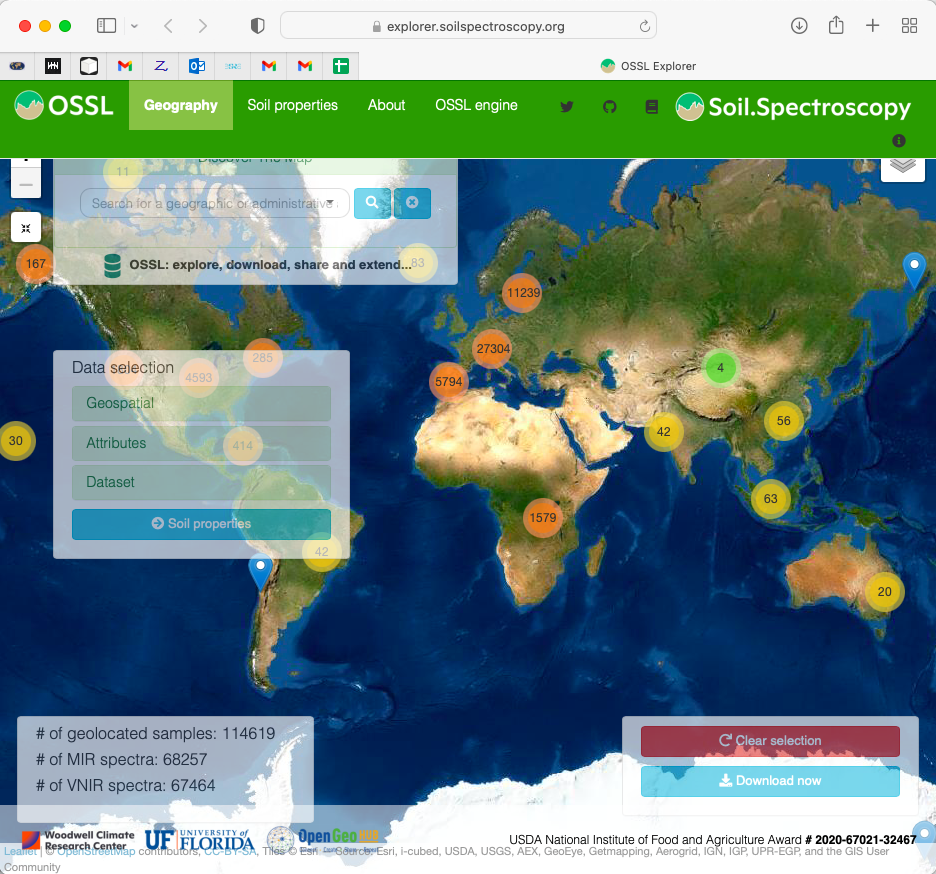 explorer.soilspectroscopy.org
OSSL Explorer
OSSL
Geography
Soil properties
About
OSSL engine
Soil.Spectroscopy
Discover The Map
11
Search for a geographic or administrative
167
OSSL: explore, download, share and extend...
83
11239
27304
5794
4
285
4593
Data selection
Geospatial
Attributes
Dataset
Soil properties
30
414
42
56
63
1579
42
20
# of geolocated samples: 114619
# of MIR spectra: 68257
# of VNIR spectra: 67464
Clear selection
Download now
Woodwell Climate
Research Center
UF UNIVERSITY of
FLORIDA
OpenGeoHUB
USDA National Institute of Food and Agriculture Award # 2020-67021-32467
Leaflet | © OpenStreetMap contributors, CC-BY-SA, Tiles © Esri — Source: Esri, i-cubed, USDA, USGS, AEX, GeoEye, Getmapping, Aerogrid, IGN, IGP, UPR-EGP, and the GIS User
Community